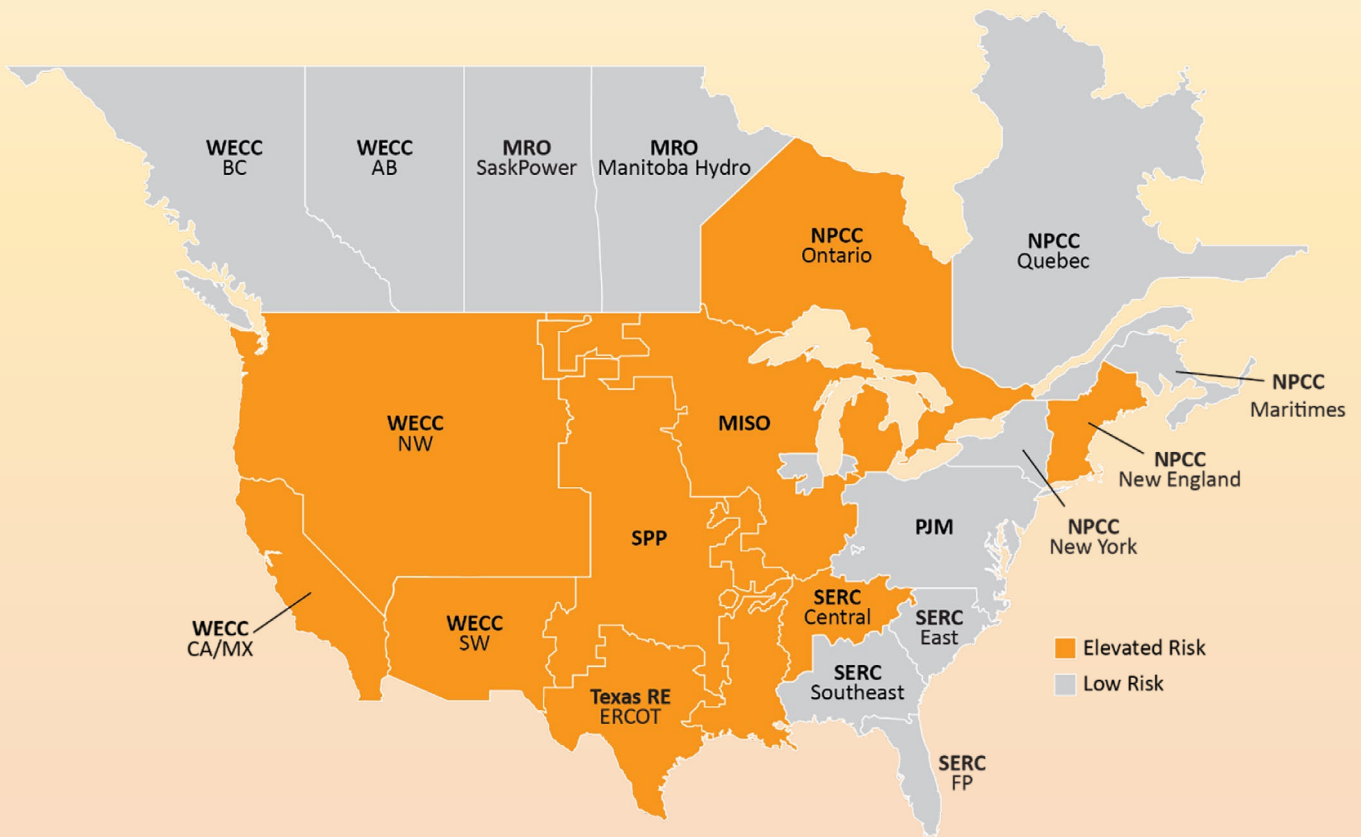 WECC
BC
WECC
AB
MRO
SaskPower
MRO
Manitoba Hydro
NPCC
Ontario
NPCC
Quebec
NPCC
Maritimes
WECC
NW
MISO
NPCC
New England
SPP
PJM
NPCC
New York
WECC
CA/MX
WECC
SW
SERC
Central
SERC
East
Elevated Risk
Low Risk
SERC
Southeast
Texas RE
ERCOT
SERC
FP